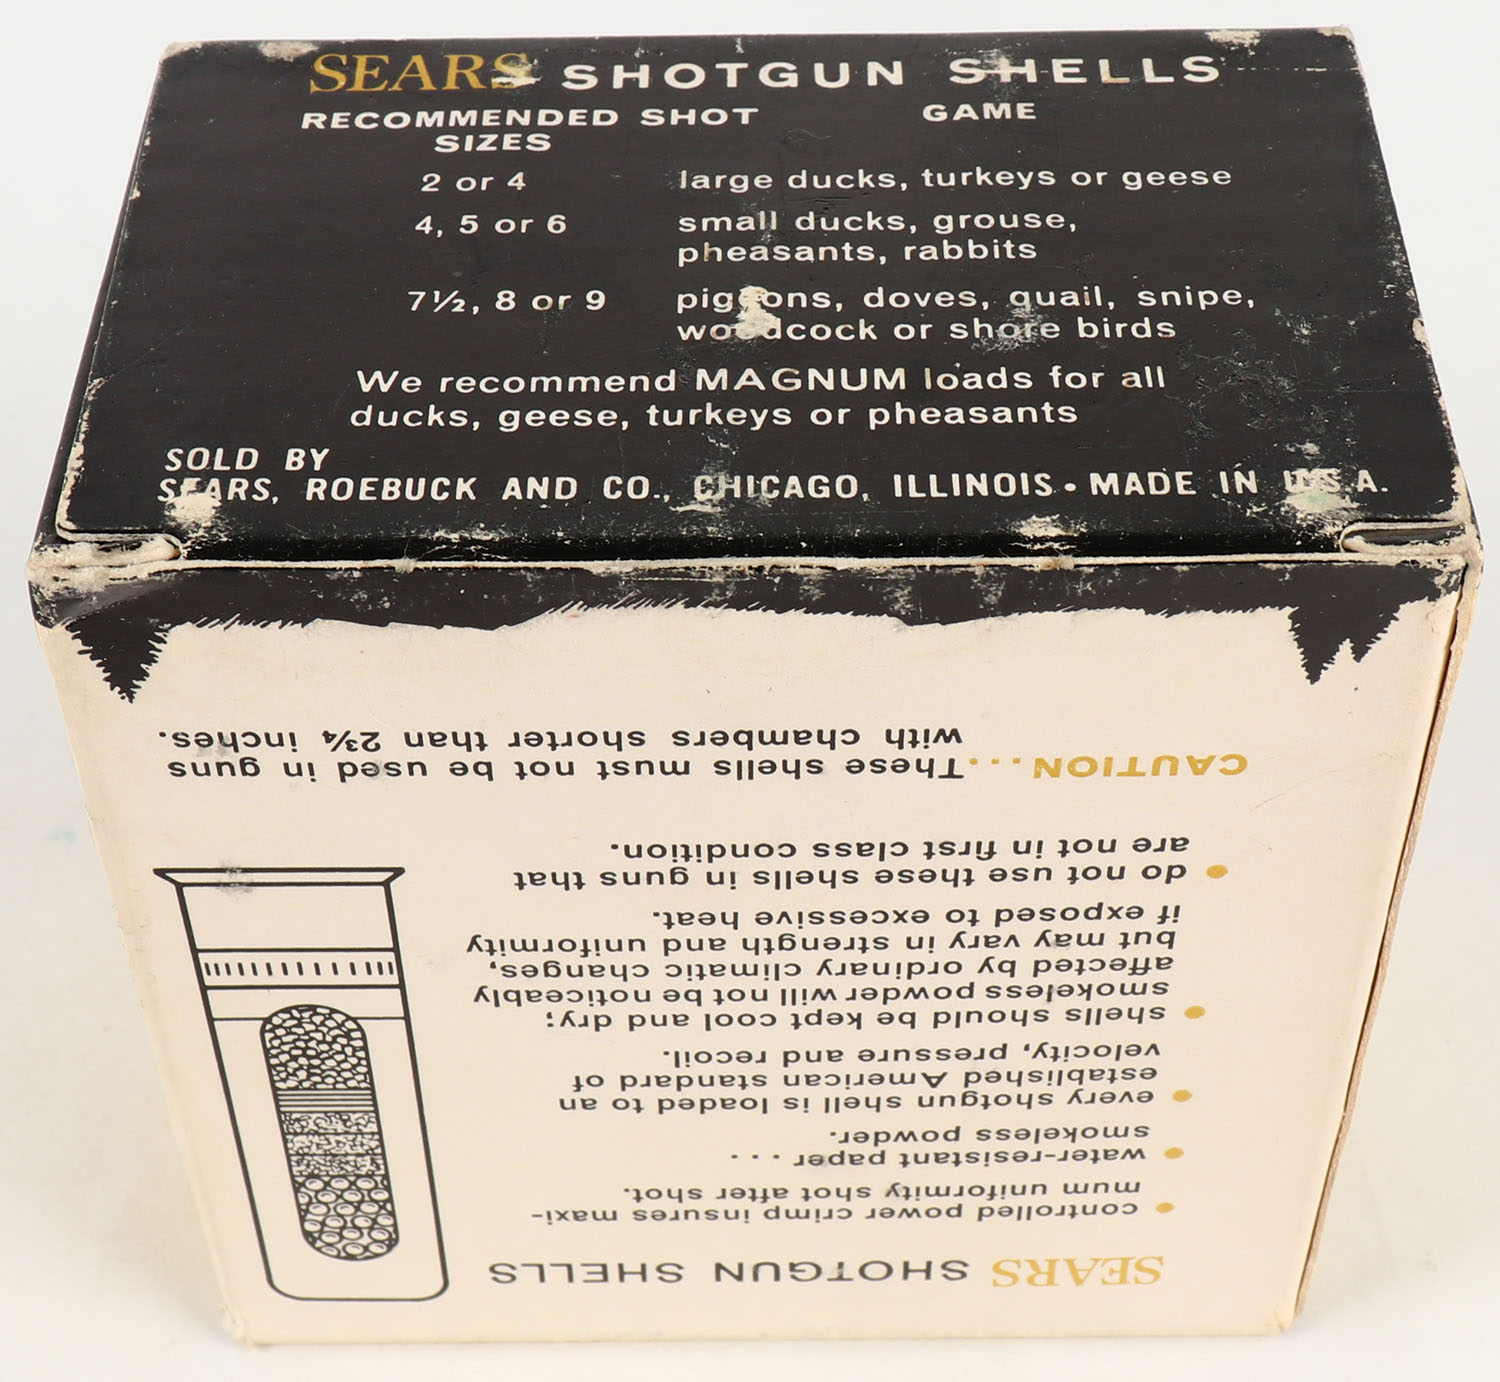 SEARS SHOTGUN SHELLS
RECOMMENDED SHOT SIZES GAME
2 or 4 large ducks, turkeys or geese
4, 5 or 6 small ducks, grouse,
pheasants, rabbits
7½, 8 or 9 pigeons, doves, quail, snipe,
woodcock or shore birds
We recommend MAGNUM loads for all
ducks, geese, turkeys or pheasants
SOLD BY
SEARS, ROEBUCK AND CO., CHICAGO, ILLINOIS • MADE IN U.S.A.
SEARS SHOTGUN SHELLS
• controlled power crimp insures maxi-
mum uniformity shot after shot.
• water-resistant paper . . .
smokeless powder.
• every shotgun shell is loaded to an
established American standard of
velocity, pressure and recoil.
• shells should be kept cool and dry;
smokeless powder will not be noticeably
affected by ordinary climatic changes,
but may vary in strength and uniformity
if exposed to excessive heat.
• do not use these shells in guns that
are not in first class condition.
CAUTION...These shells must not be used in guns
with chambers shorter than 2¾ inches.